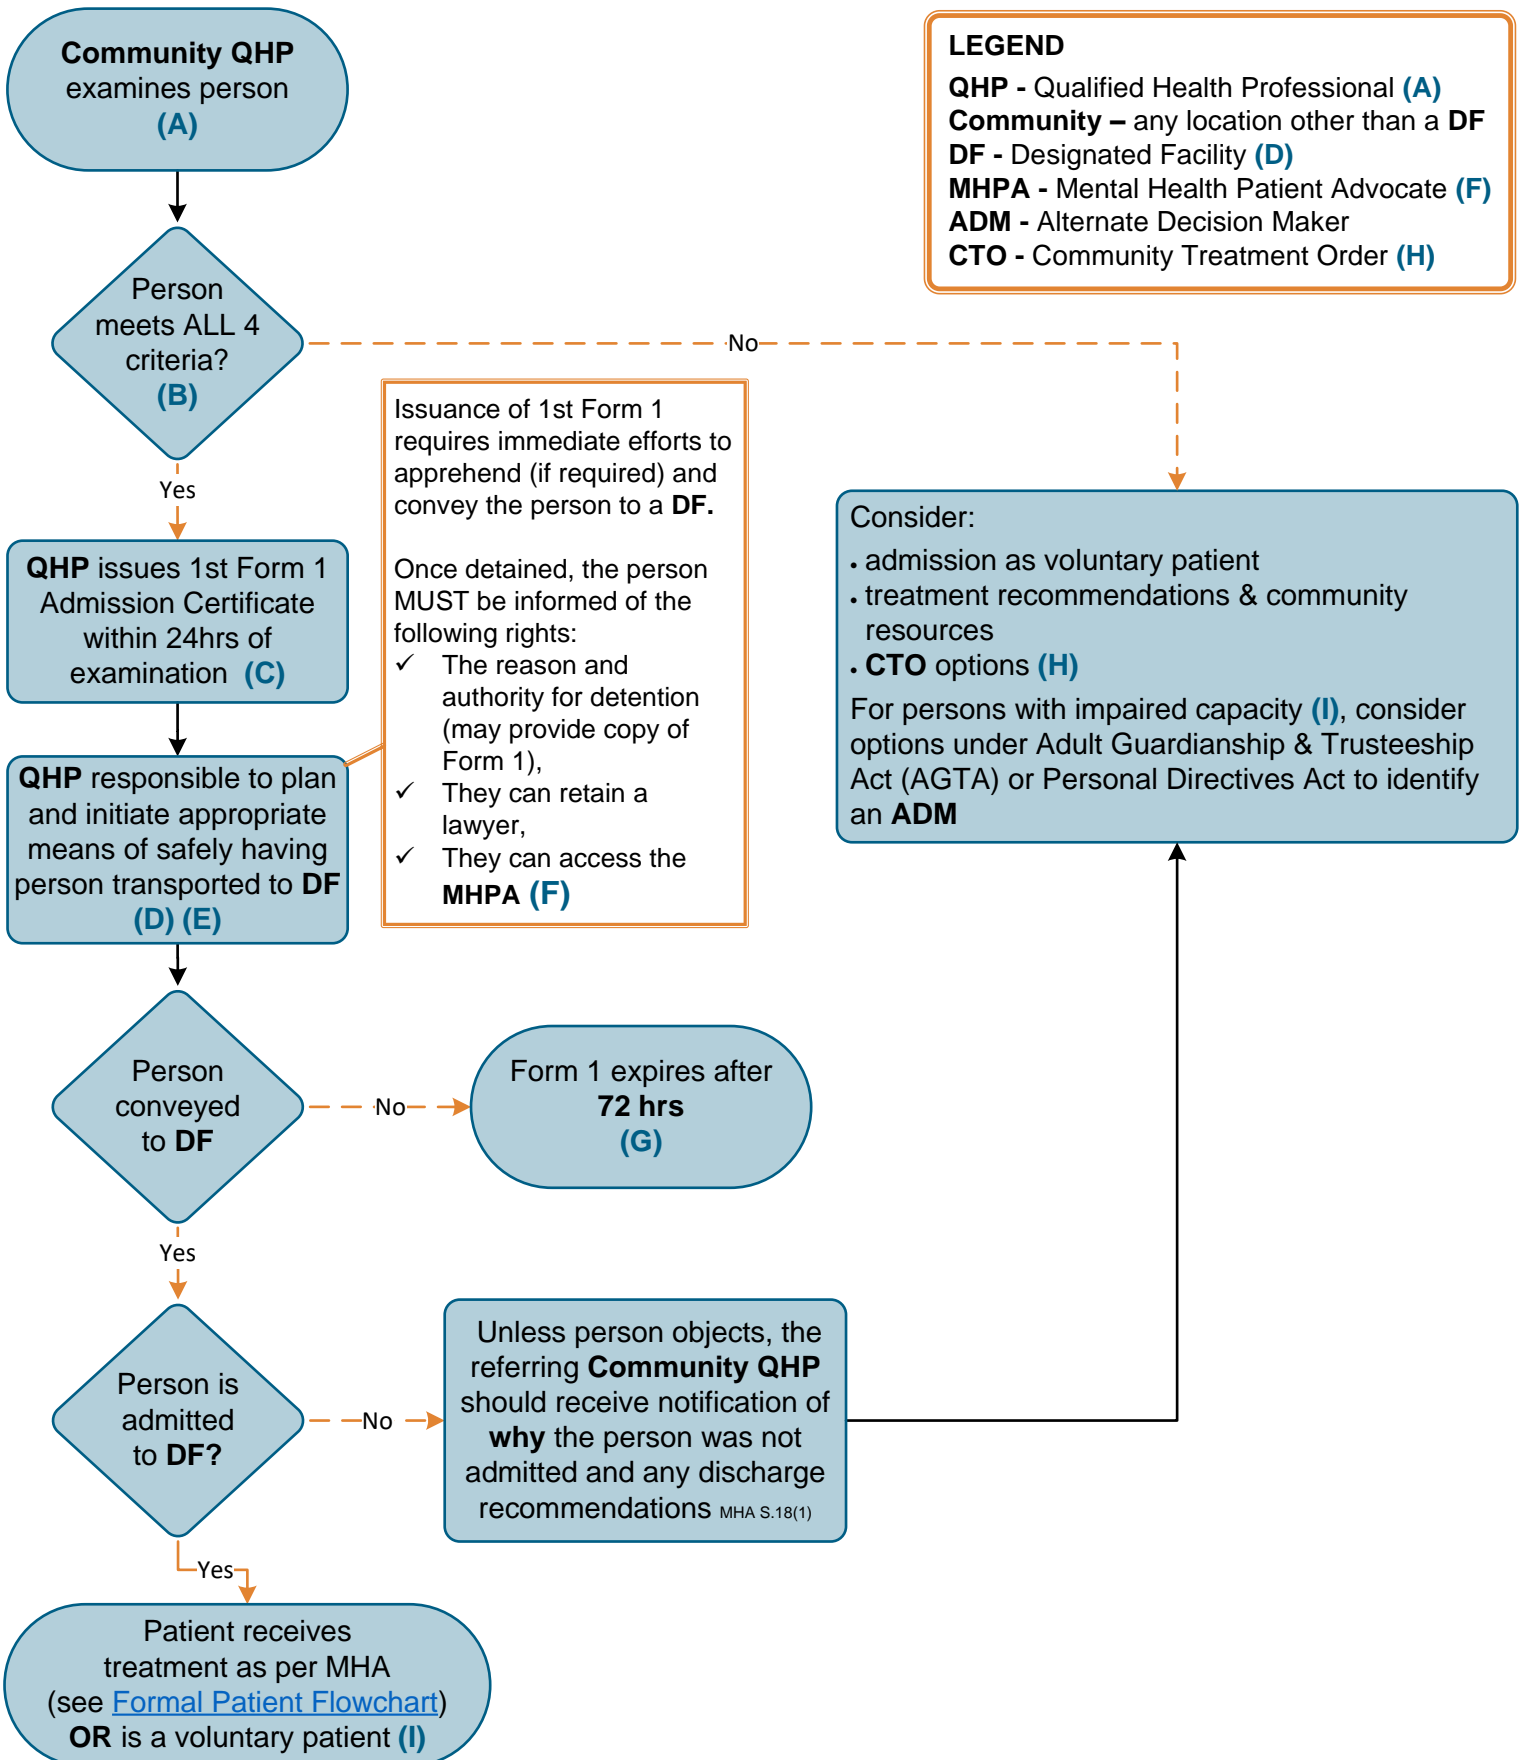 Community QHP
examines person
(A)
LEGEND
QHP - Qualified Health Professional (A)
Community – any location other than a DF
DF - Designated Facility (D)
MHPA - Mental Health Patient Advocate (F)
ADM - Alternate Decision Maker
CTO - Community Treatment Order (H)
Person
meets ALL 4
criteria?
(B)
No
Yes
Issuance of 1st Form 1
requires immediate efforts to
apprehend (if required) and
convey the person to a DF.
Once detained, the person
MUST be informed of the
following rights:
✓ The reason and
authority for detention
(may provide copy of
Form 1),
✓ They can retain a
lawyer,
✓ They can access the
MHPA (F)
Consider:
• admission as voluntary patient
• treatment recommendations & community
resources
• CTO options (H)
For persons with impaired capacity (I), consider
options under Adult Guardianship & Trusteeship
Act (AGTA) or Personal Directives Act to identify
an ADM
QHP issues 1st Form 1
Admission Certificate
within 24hrs of
examination (C)
QHP responsible to plan
and initiate appropriate
means of safely having
person transported to DF
(D) (E)
Person
conveyed
to DF
No
Form 1 expires after
72 hrs
(G)
Yes
Person is
admitted
to DF?
No
Unless person objects, the
referring Community QHP
should receive notification of
why the person was not
admitted and any discharge
recommendations MHA S.18(1)
Yes
Patient receives
treatment as per MHA
(see Formal Patient Flowchart)
OR is a voluntary patient (I)